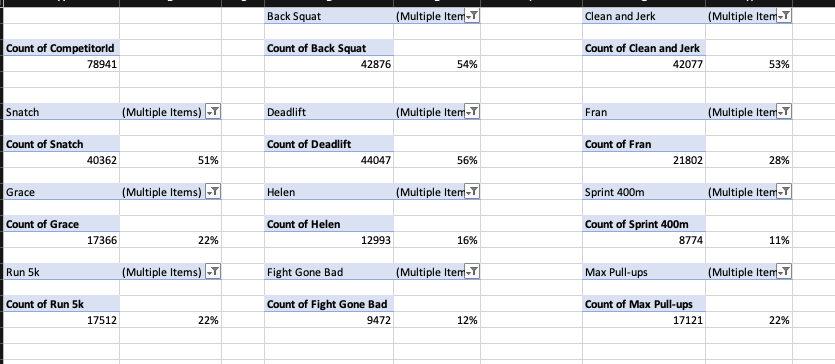 Back Squat (Multiple Item Clean and Jerk (Multiple Item
Count of CompetitorId Count of Back Squat Count of Clean and Jerk
78941 42876 54% 42077 53%
Snatch (Multiple Items) Deadlift (Multiple Item Fran (Multiple Item
Count of Snatch Count of Deadlift Count of Fran
40362 51% 44047 56% 21802 28%
Grace (Multiple Items) Helen (Multiple Item Sprint 400m (Multiple Item
Count of Grace Count of Helen Count of Sprint 400m
17366 22% 12993 16% 8774 11%
Run 5k (Multiple Items) Fight Gone Bad (Multiple Item Max Pull-ups (Multiple Item
Count of Run 5k Count of Fight Gone Bad Count of Max Pull-ups
17512 22% 9472 12% 17121 22%